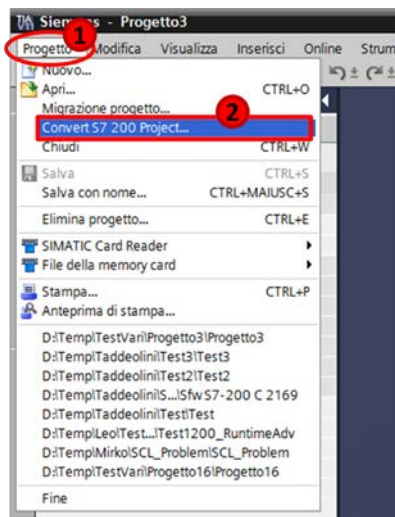 Siemens - Progetto3
Progetto Modifica Visualizza Inserisci Online Strum
1
Nuovo...
Apri... CTRL+O
Migrazione progetto...
2
Convert S7 200 Project...
Chiudi CTRL+W
Salva CTRL+S
Salva con nome... CTRL+MAIUSC+S
Elimina progetto... CTRL+E
SIMATIC Card Reader
File della memory card
Stampa... CTRL+P
Anteprima di stampa...
D:\Temp\TestVari\Progetto3\Progetto3
D:\Temp\Taddeolini\Test3\Test3
D:\Temp\Taddeolini\Test2\Test2
D:\Temp\Taddeolini\S...\Sfw S7-200 C 2169
D:\Temp\Taddeolini\Test\Test
D:\Temp\Leo\Test...\Test1200_RuntimeAdv
D:\Temp\Mirko\SCL_Problem\SCL_Problem
D:\Temp\TestVari\Progetto16\Progetto16
Fine